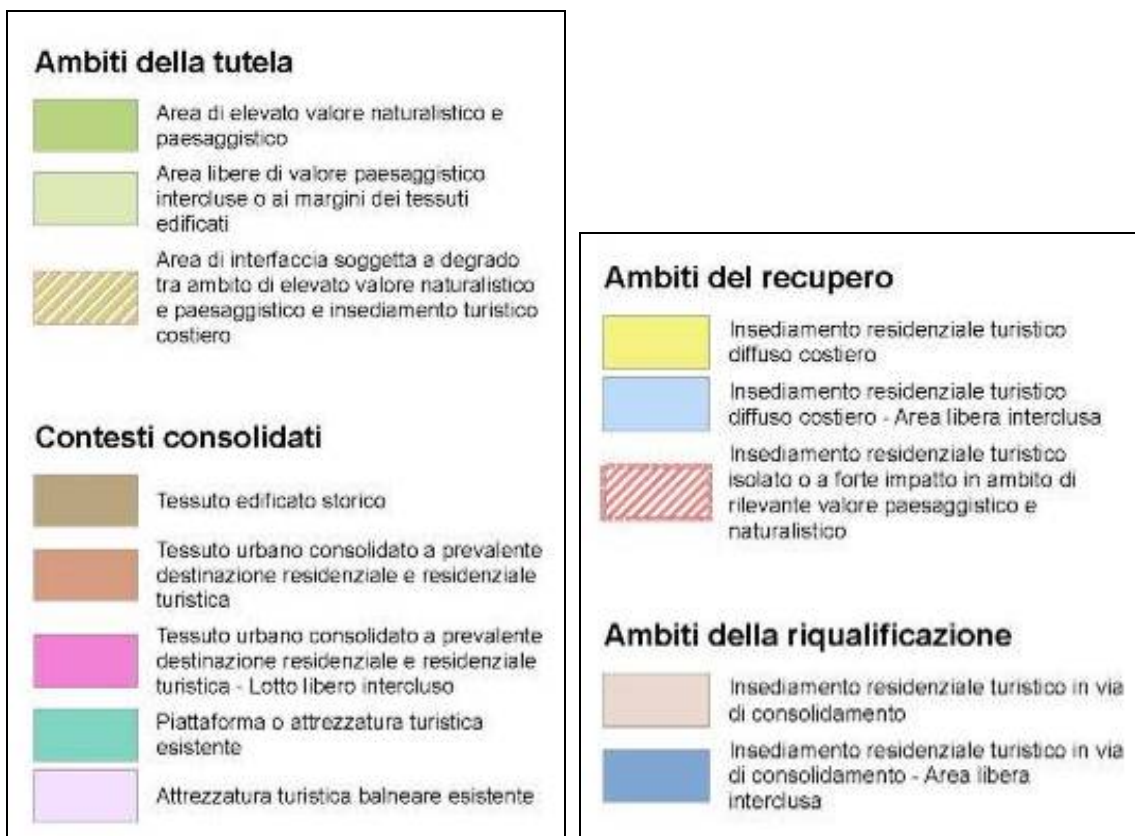 Ambiti della tutela
Area di elevato valore naturalistico e
paesaggistico
Area libere di valore paesaggistico
intercluse o ai margini dei tessuti
edificati
Area di interfaccia soggetta a degrado
tra ambito di elevato valore naturalistico
e paesaggistico e insediamento turistico
costiero
Contesti consolidati
Tessuto edificato storico
Tessuto urbano consolidato a prevalente
destinazione residenziale e residenziale
turistica
Tessuto urbano consolidato a prevalente
destinazione residenziale e residenziale
turistica - Lotto libero intercluso
Piattaforma o attrezzatura turistica
esistente
Attrezzatura turistica balneare esistente
Ambiti del recupero
Insediamento residenziale turistico
diffuso costiero
Insediamento residenziale turistico
diffuso costiero - Area libera interclusa
Insediamento residenziale turistico
isolato o a forte impatto in ambito di
rilevante valore paesaggistico e
naturalistico
Ambiti della riqualificazione
Insediamento residenziale turistico in via
di consolidamento
Insediamento residenziale turistico in via
di consolidamento - Area libera
interclusa